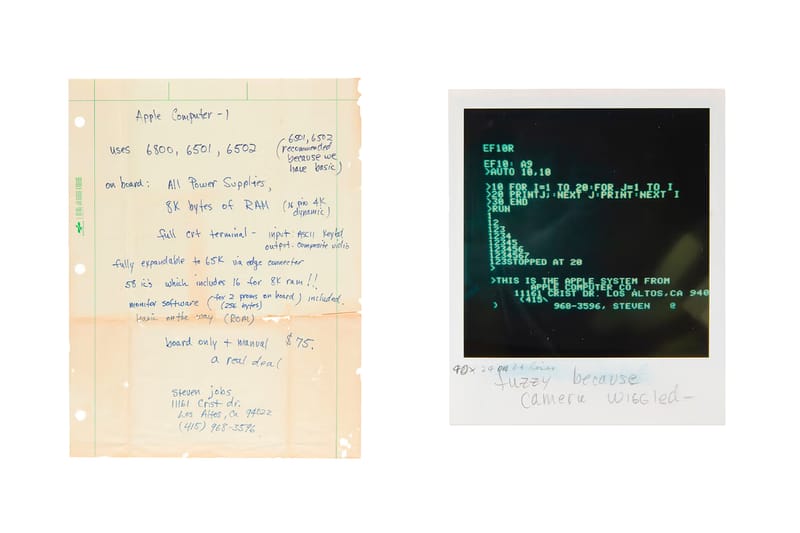 Apple Computer - 1
uses 6800, 6501, 6502
(6501, 6502
recommended
because we
have basic)
on board: All Power Supplies,
8K bytes of RAM (16 pin 4K
dynamic)
full crt terminal - input: ASCII Keybd
output: composite video
fully expandable to 65K via edge connector
58 ic's which includes 16 for 8K ram!!
monitor software (for 2 proms on board) included.
(256 bytes)
basic on the way (ROM)
board only + manual $75.
a real deal
steven jobs
11161 Crist dr.
Los Altos, Ca 94022
(415) 968-3596
EF10R
EF10: A9
>AUTO 10,10
>10 FOR I=1 TO 20:FOR J=1 TO I
>20 PRINTJ; :NEXT J:PRINT:NEXT I
>30 END
>RUN
1
12
123
1234
12345
123456
1234567
123STOPPED AT 20
>
>THIS IS THE APPLE SYSTEM FROM
APPLE COMPUTER CO.
11161 CRIST DR. LOS ALTOS,CA 940
(415)
> 968-3596, STEVEN @
40 x 24
fuzzy because
camera wiggled-